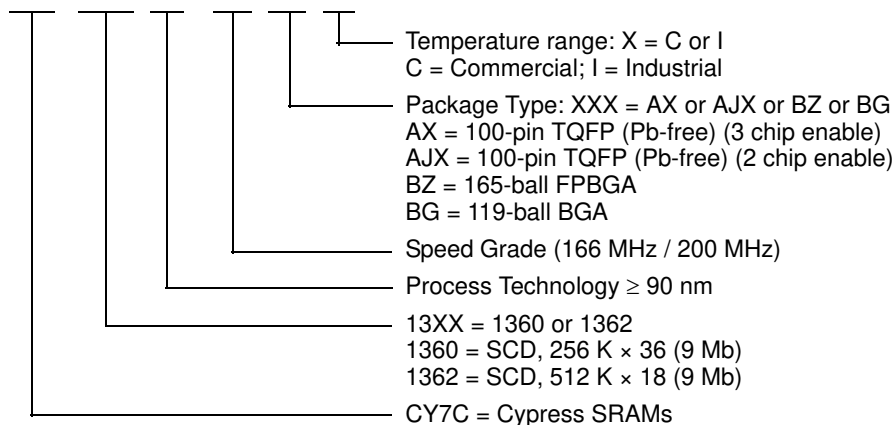 Temperature range: X = C or I
C = Commercial; I = Industrial
Package Type: XXX = AX or AJX or BZ or BG
AX = 100-pin TQFP (Pb-free) (3 chip enable)
AJX = 100-pin TQFP (Pb-free) (2 chip enable)
BZ = 165-ball FPBGA
BG = 119-ball BGA
Speed Grade (166 MHz / 200 MHz)
Process Technology ≥ 90 nm
13XX = 1360 or 1362
1360 = SCD, 256 K × 36 (9 Mb)
1362 = SCD, 512 K × 18 (9 Mb)
CY7C = Cypress SRAMs